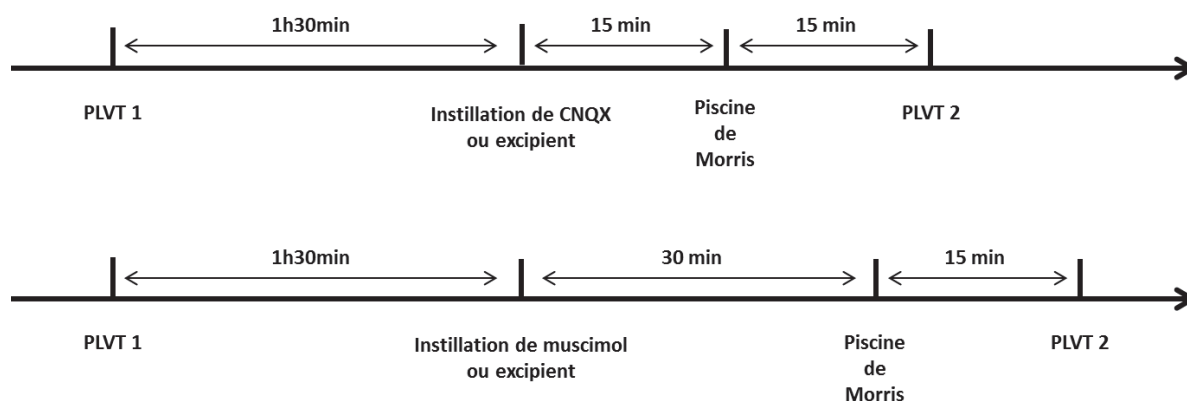 1h30min 15 min 15 min
PLVT 1 Instillation de CNQX Piscine PLVT 2
ou excipient de
Morris
1h30min 30 min 15 min
PLVT 1 Instillation de muscimol Piscine PLVT 2
ou excipient de
Morris